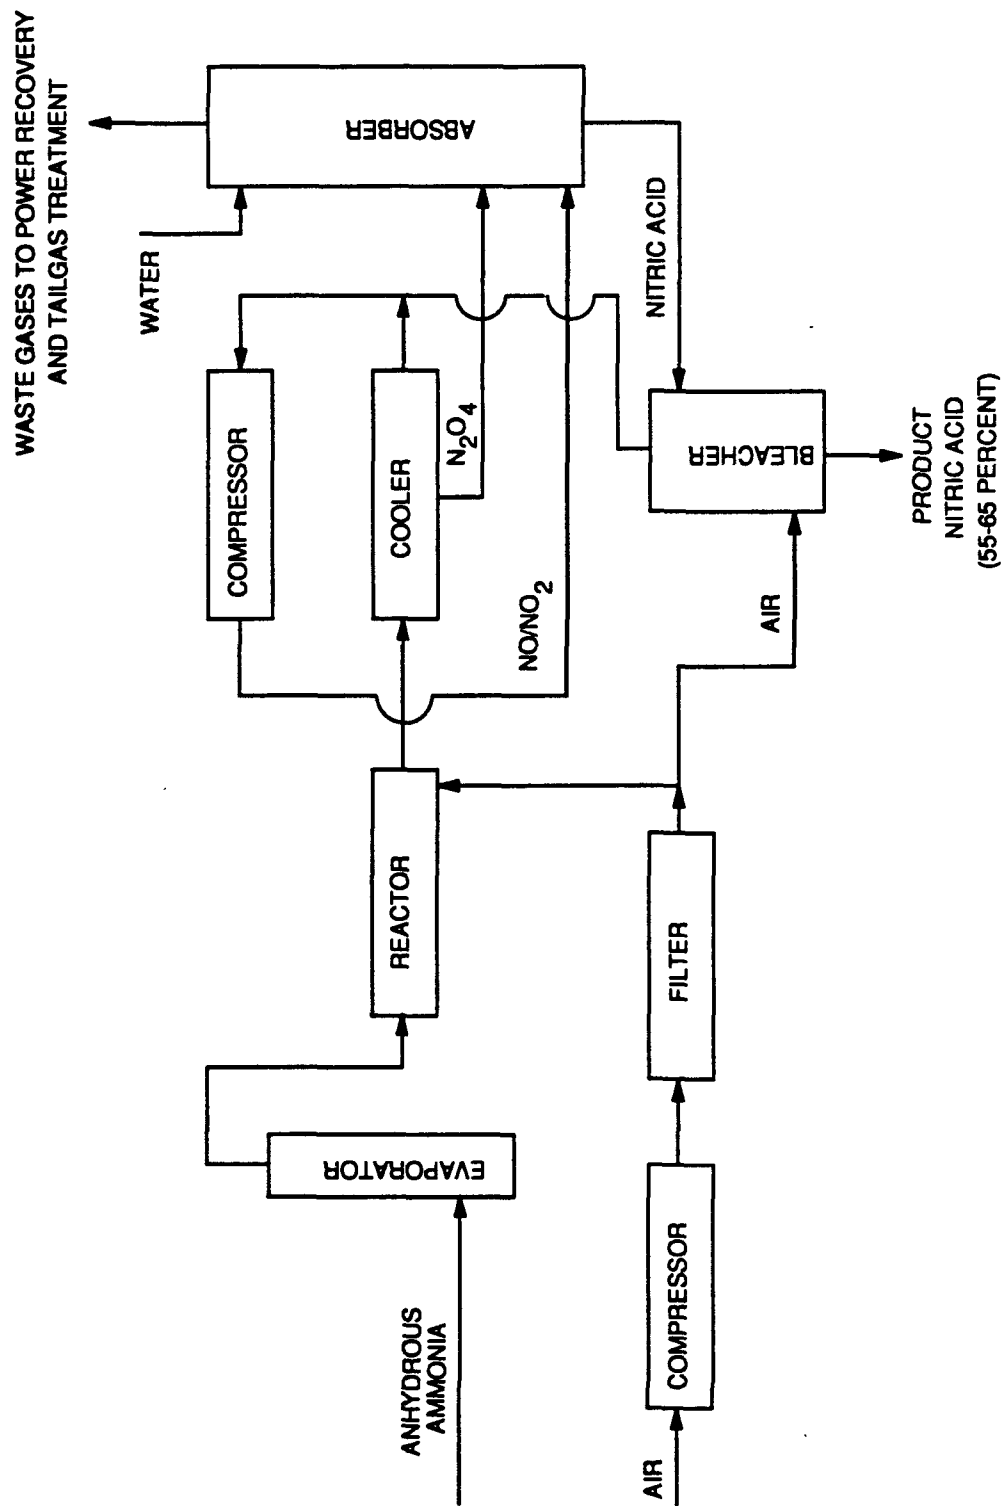 WASTE GASES TO POWER RECOVERY
AND TAILGAS TREATMENT
WATER
ABSORBER
COMPRESSOR
COOLER
N2O4
NO/NO2
NITRIC ACID
REACTOR
BLEACHER
AIR
PRODUCT
NITRIC ACID
(55-65 PERCENT)
EVAPORATOR
FILTER
ANHYDROUS
AMMONIA
COMPRESSOR
AIR